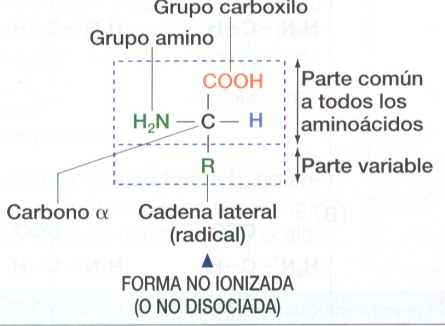 Grupo carboxilo
Grupo amino
COOH
H₂N — C — H
R
Parte común
a todos los
aminoácidos
Parte variable
Carbono α
Cadena lateral
(radical)
FORMA NO IONIZADA
(O NO DISOCIADA)